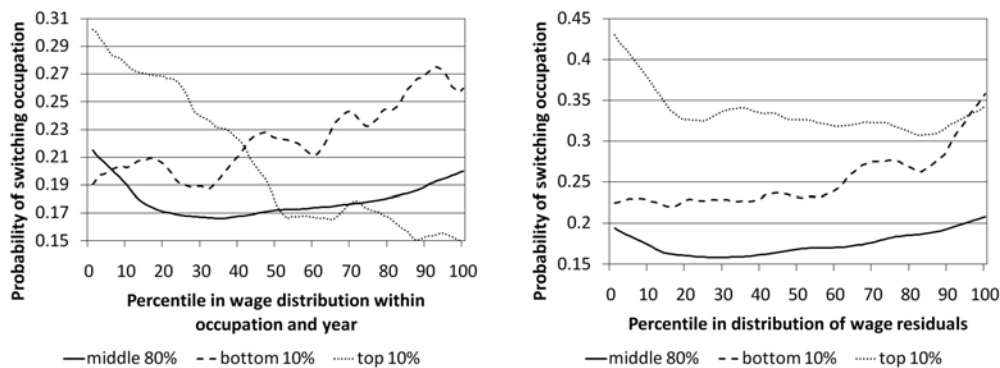 Probability of switching occupation
0.31
0.29
0.27
0.25
0.23
0.21
0.19
0.17
0.15
0 10 20 30 40 50 60 70 80 90 100
Percentile in wage distribution within
occupation and year
middle 80% bottom 10% top 10%
Probability of switching occupation
0.45
0.4
0.35
0.3
0.25
0.2
0.15
0 10 20 30 40 50 60 70 80 90 100
Percentile in distribution of wage residuals
middle 80% bottom 10% top 10%